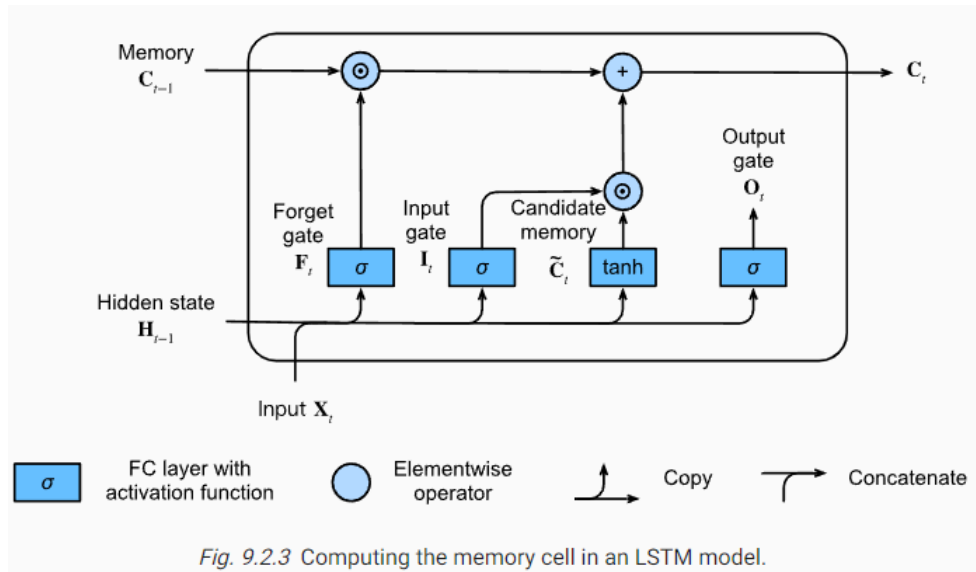 Memory
C_{t-1}
C_t
Output
gate
O_t
Forget
gate
F_t
Input
gate
I_t
Candidate
memory
C̃_t
σ
σ
tanh
σ
Hidden state
H_{t-1}
Input X_t
σ
FC layer with
activation function
Elementwise
operator
Copy
Concatenate
Fig. 9.2.3 Computing the memory cell in an LSTM model.